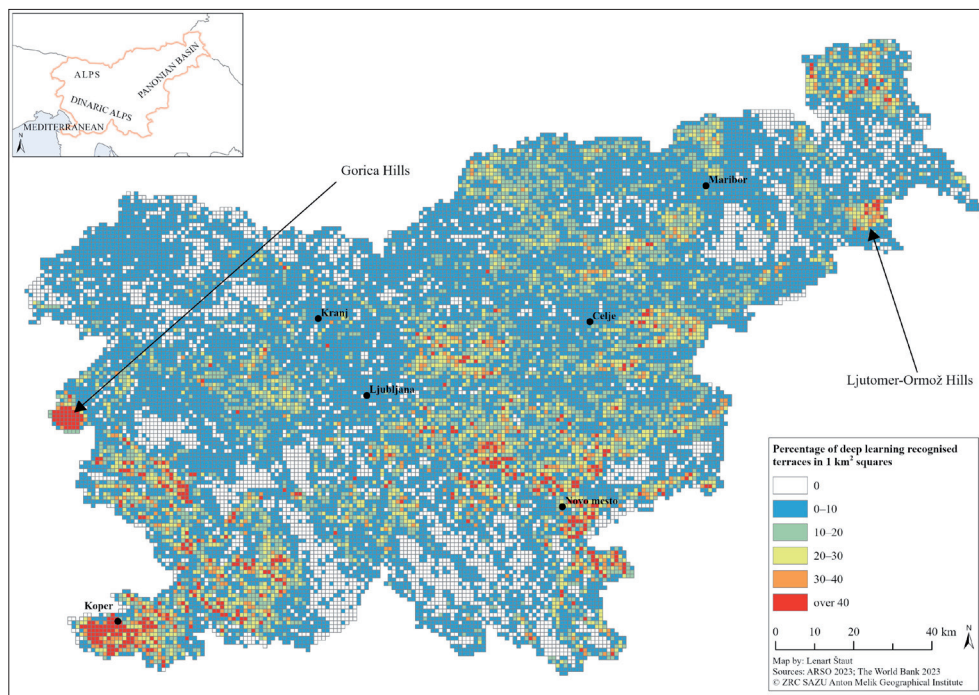 ALPS
PANONIAN BASIN
DINARIC ALPS
MEDITERRANEAN
N
Gorica Hills
Maribor
Kranj
Celje
Ljubljana
Ljutomer-Ormož Hills
Novo mesto
Koper
Percentage of deep learning recognised
terraces in 1 km² squares
0
0–10
10–20
20–30
30–40
over 40
0 10 20 40 km
N
Map by: Lenart Štaut
Sources: ARSO 2023; The World Bank 2023
© ZRC SAZU Anton Melik Geographical Institute